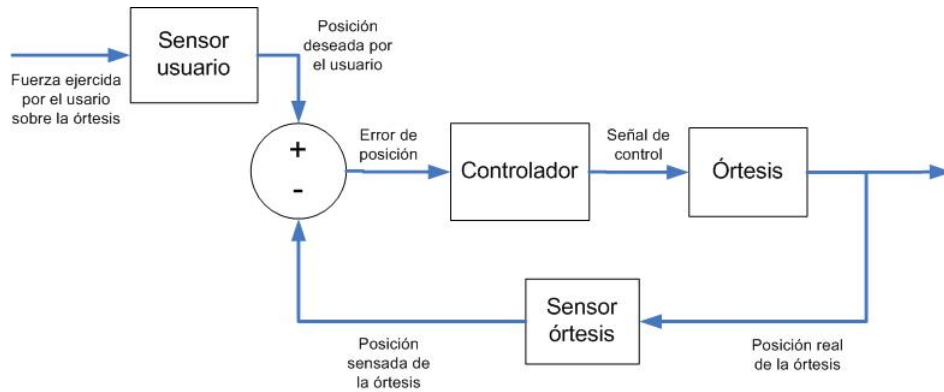 Sensor
usuario
Posición
deseada por
el usuario
Fuerza ejercida
por el usario
sobre la órtesis
+
-
Error de
posición
Controlador
Señal de
control
Órtesis
Sensor
órtesis
Posición
sensada de
la órtesis
Posición real
de la órtesis